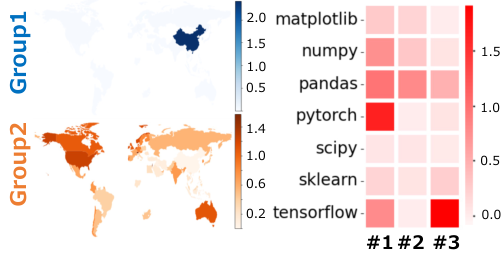 Group1
2.0
1.5
1.0
0.5
Group2
1.4
1.0
0.6
0.2
matplotlib
numpy
pandas
pytorch
scipy
sklearn
tensorflow
#1 #2 #3
1.5
1.0
0.5
0.0